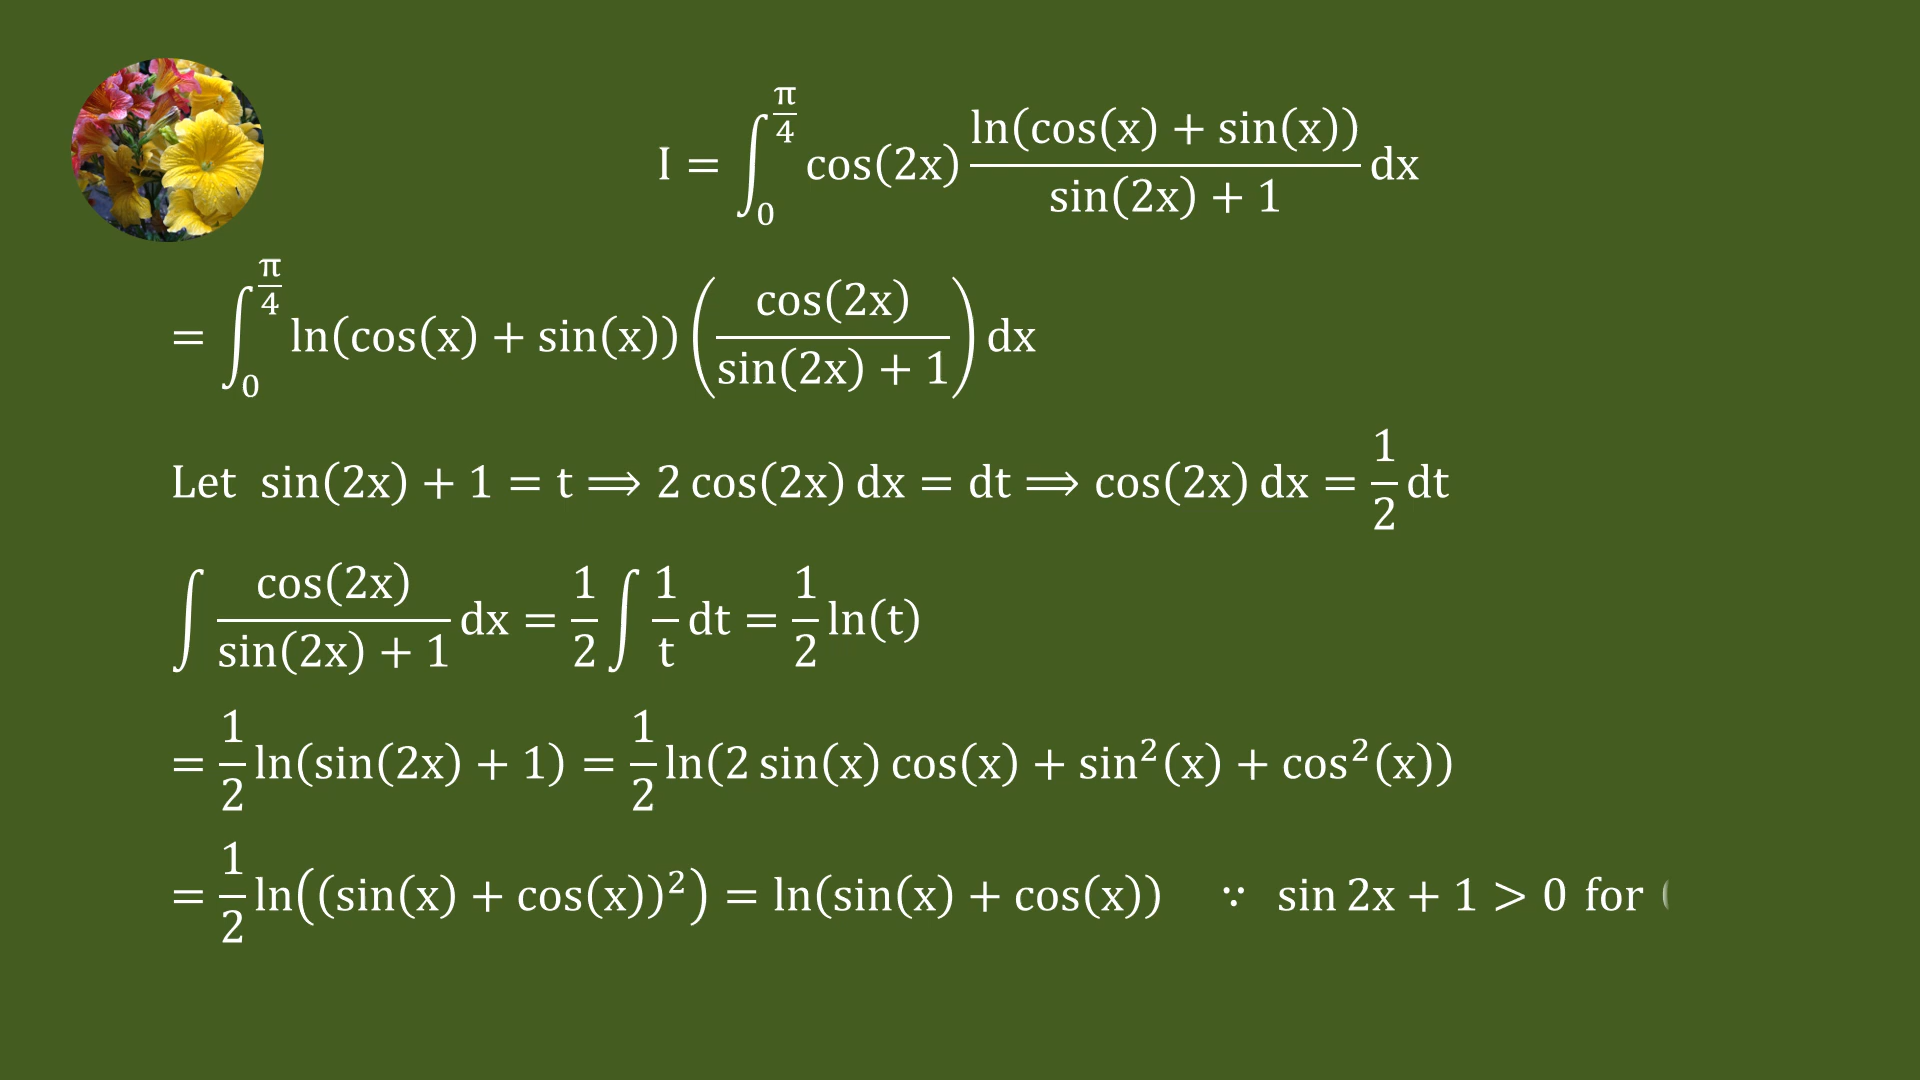 I = ∫₀^(π/4) cos(2x) ln(cos(x) + sin(x)) / (sin(2x) + 1) dx
= ∫₀^(π/4) ln(cos(x) + sin(x)) (cos(2x) / (sin(2x) + 1)) dx
Let sin(2x) + 1 = t ⟹ 2 cos(2x) dx = dt ⟹ cos(2x) dx = 1/2 dt
∫ cos(2x) / (sin(2x) + 1) dx = 1/2 ∫ 1/t dt = 1/2 ln(t)
= 1/2 ln(sin(2x) + 1) = 1/2 ln(2 sin(x) cos(x) + sin²(x) + cos²(x))
= 1/2 ln((sin(x) + cos(x))²) = ln(sin(x) + cos(x)) ∵ sin 2x + 1 > 0 for